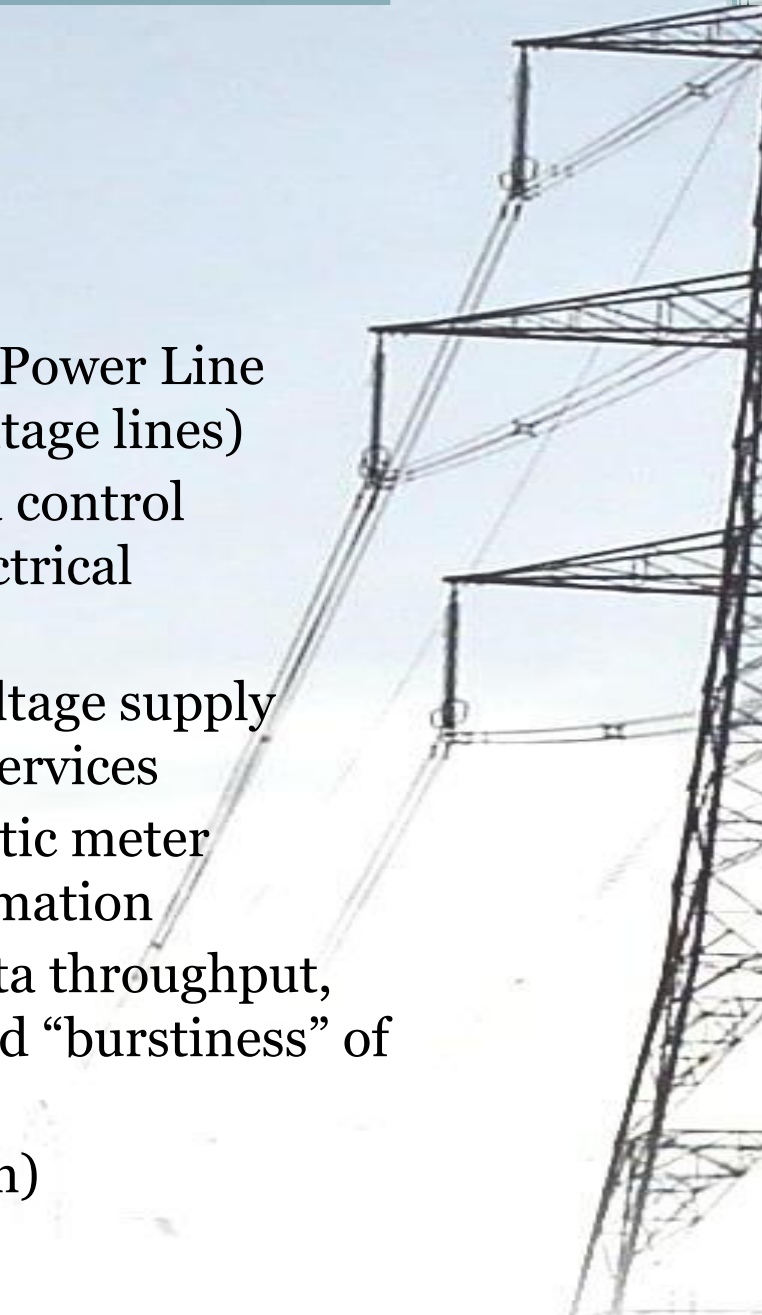 Power Line
tage lines)
control
ctrical
ltage supply
ervices
tic meter
mation
ta throughput,
d “burstiness” of
n)